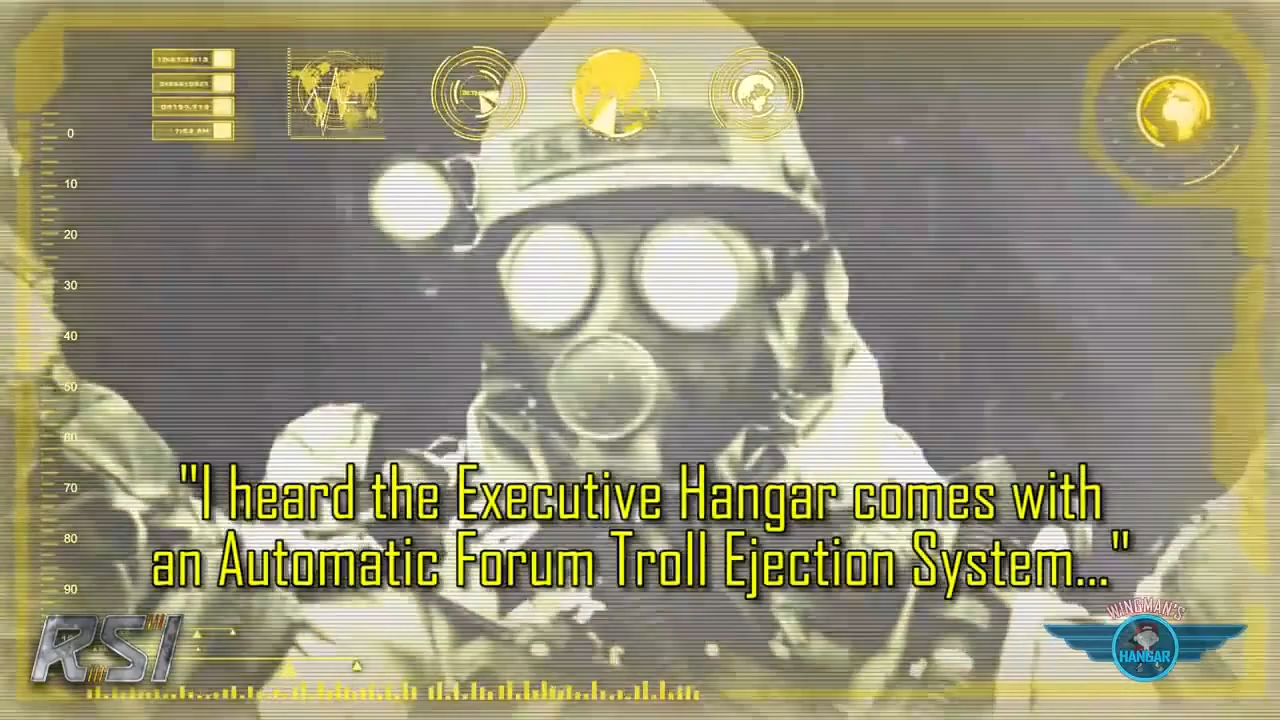 0
10
20
30
40
50
60
70
80
90
"I heard the Executive Hangar comes with
an Automatic Forum Troll Ejection System..."
RSI
WINGMAN'S
HANGAR